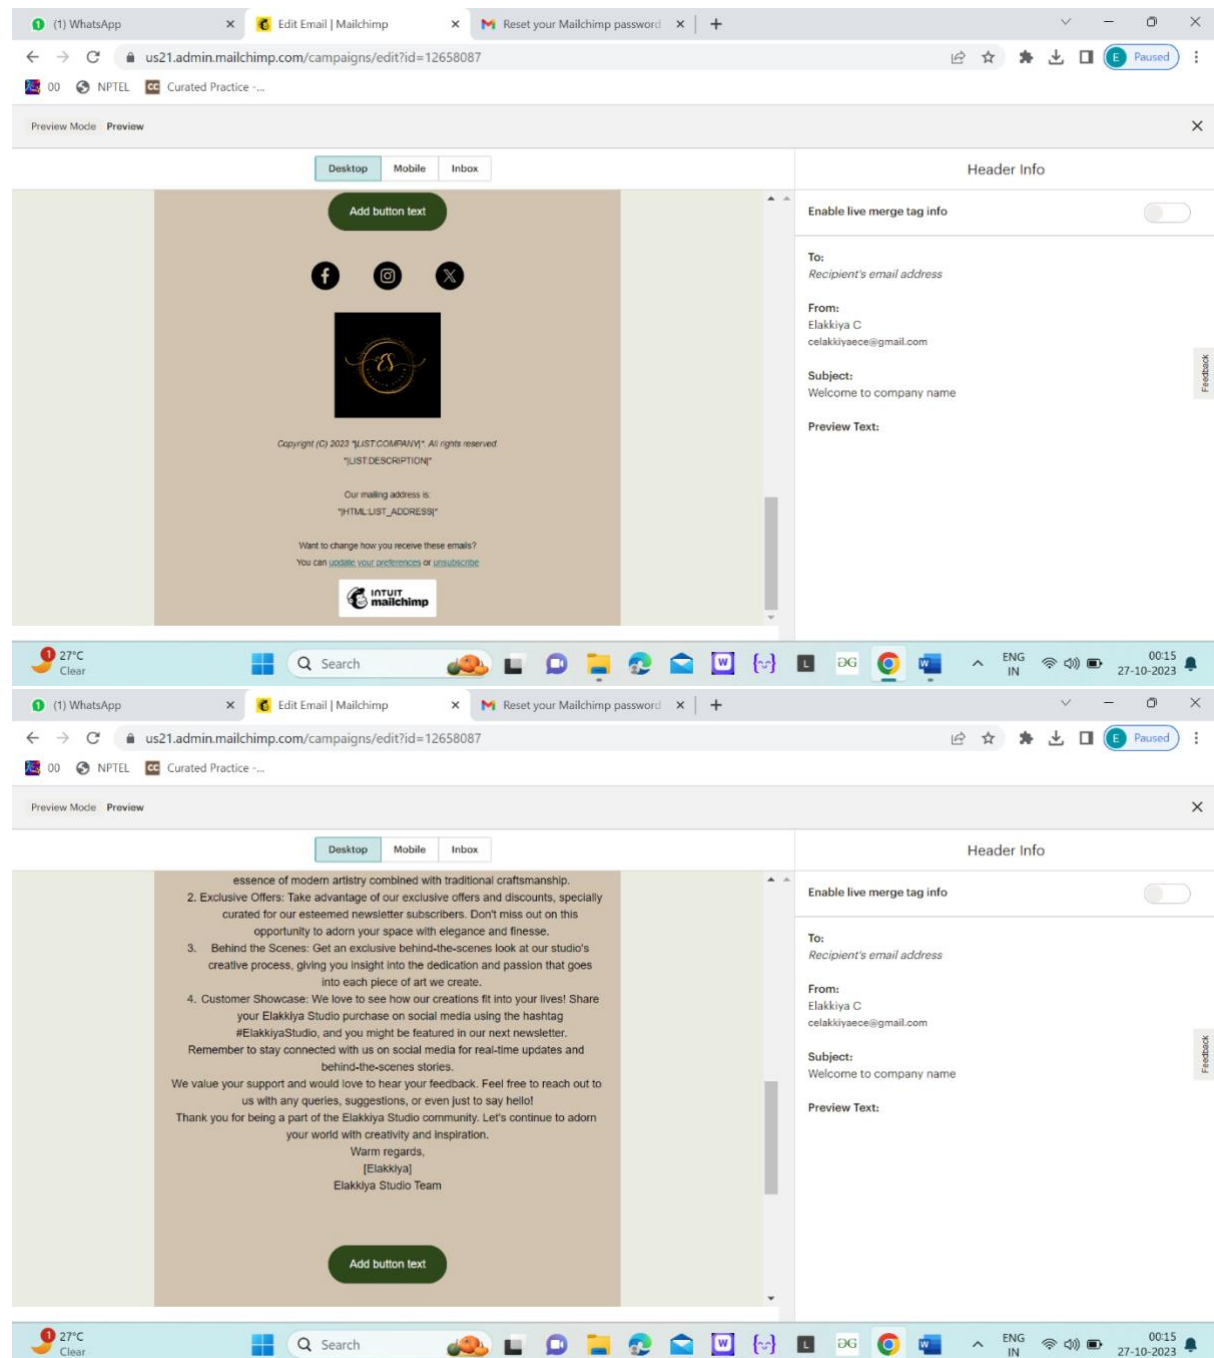 (1) WhatsApp
Edit Email | Mailchimp
Reset your Mailchimp password
us21.admin.mailchimp.com/campaigns/edit?id=12658087
E Paused
00 NPTEL CC Curated Practice -...
Preview Mode Preview
Desktop Mobile Inbox
Header Info
Add button text
Enable live merge tag info
To:
Recipient's email address
From:
Elakkiya C
celakkiyaece@gmail.com
Subject:
Welcome to company name
Preview Text:
Feedback
ES
Copyright (C) 2023 *|LIST:COMPANY|*. All rights reserved.
*|LIST:DESCRIPTION|*
Our mailing address is:
*|HTML:LIST_ADDRESS|*
Want to change how you receive these emails?
You can update your preferences or unsubscribe
INTUIT
mailchimp
1 27°C
Clear
Search
ENG
IN
00:15
27-10-2023
(1) WhatsApp
Edit Email | Mailchimp
Reset your Mailchimp password
us21.admin.mailchimp.com/campaigns/edit?id=12658087
E Paused
00 NPTEL CC Curated Practice -...
Preview Mode Preview
Desktop Mobile Inbox
Header Info
essence of modern artistry combined with traditional craftsmanship.
2. Exclusive Offers: Take advantage of our exclusive offers and discounts, specially
curated for our esteemed newsletter subscribers. Don't miss out on this
opportunity to adorn your space with elegance and finesse.
3. Behind the Scenes: Get an exclusive behind-the-scenes look at our studio's
creative process, giving you insight into the dedication and passion that goes
into each piece of art we create.
4. Customer Showcase: We love to see how our creations fit into your lives! Share
your Elakkiya Studio purchase on social media using the hashtag
#ElakkiyaStudio, and you might be featured in our next newsletter.
Remember to stay connected with us on social media for real-time updates and
behind-the-scenes stories.
We value your support and would love to hear your feedback. Feel free to reach out to
us with any queries, suggestions, or even just to say hello!
Thank you for being a part of the Elakkiya Studio community. Let's continue to adorn
your world with creativity and inspiration.
Warm regards,
[Elakkiya]
Elakkiya Studio Team
Add button text
Enable live merge tag info
To:
Recipient's email address
From:
Elakkiya C
celakkiyaece@gmail.com
Subject:
Welcome to company name
Preview Text:
Feedback
1 27°C
Clear
Search
ENG
IN
00:15
27-10-2023